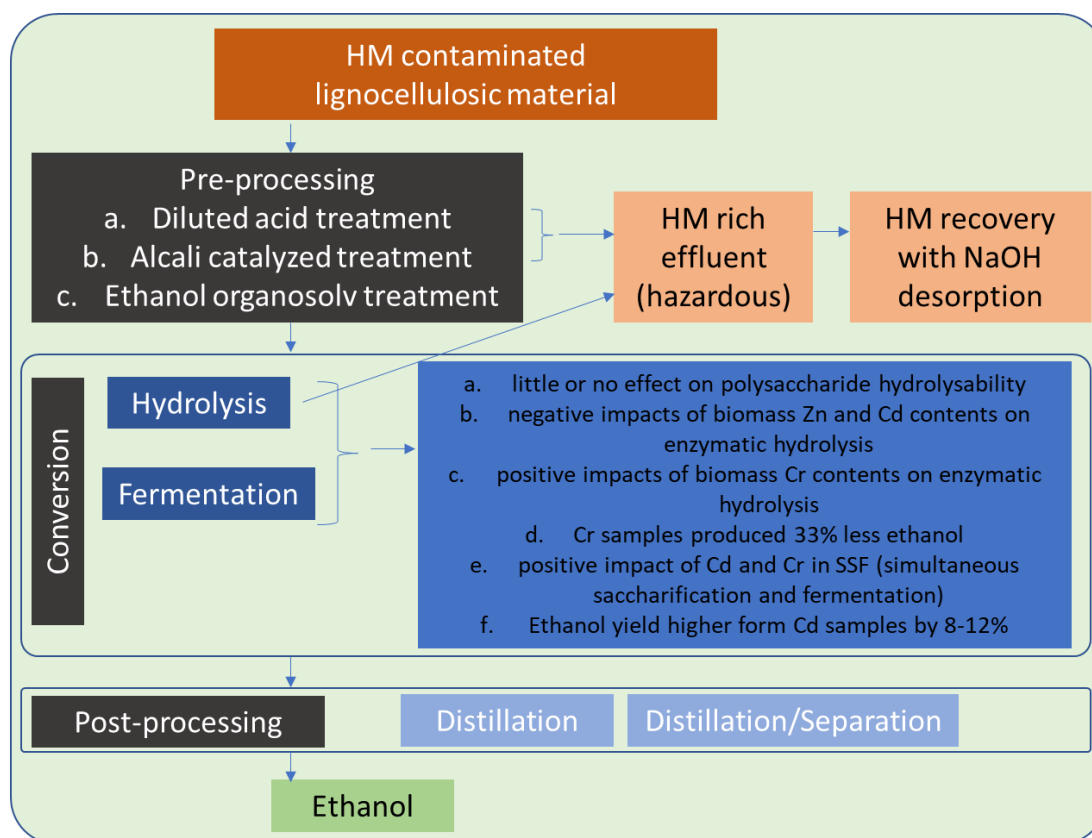 HM contaminated
lignocellulosic material
Pre-processing
a. Diluted acid treatment
b. Alcali catalyzed treatment
c. Ethanol organosolv treatment
HM rich
effluent
(hazardous)
HM recovery
with NaOH
desorption
Conversion
Hydrolysis
Fermentation
a. little or no effect on polysaccharide hydrolysability
b. negative impacts of biomass Zn and Cd contents on
enzymatic hydrolysis
c. positive impacts of biomass Cr contents on enzymatic
hydrolysis
d. Cr samples produced 33% less ethanol
e. positive impact of Cd and Cr in SSF (simultaneous
saccharification and fermentation)
f. Ethanol yield higher form Cd samples by 8-12%
Post-processing
Distillation
Distillation/Separation
Ethanol